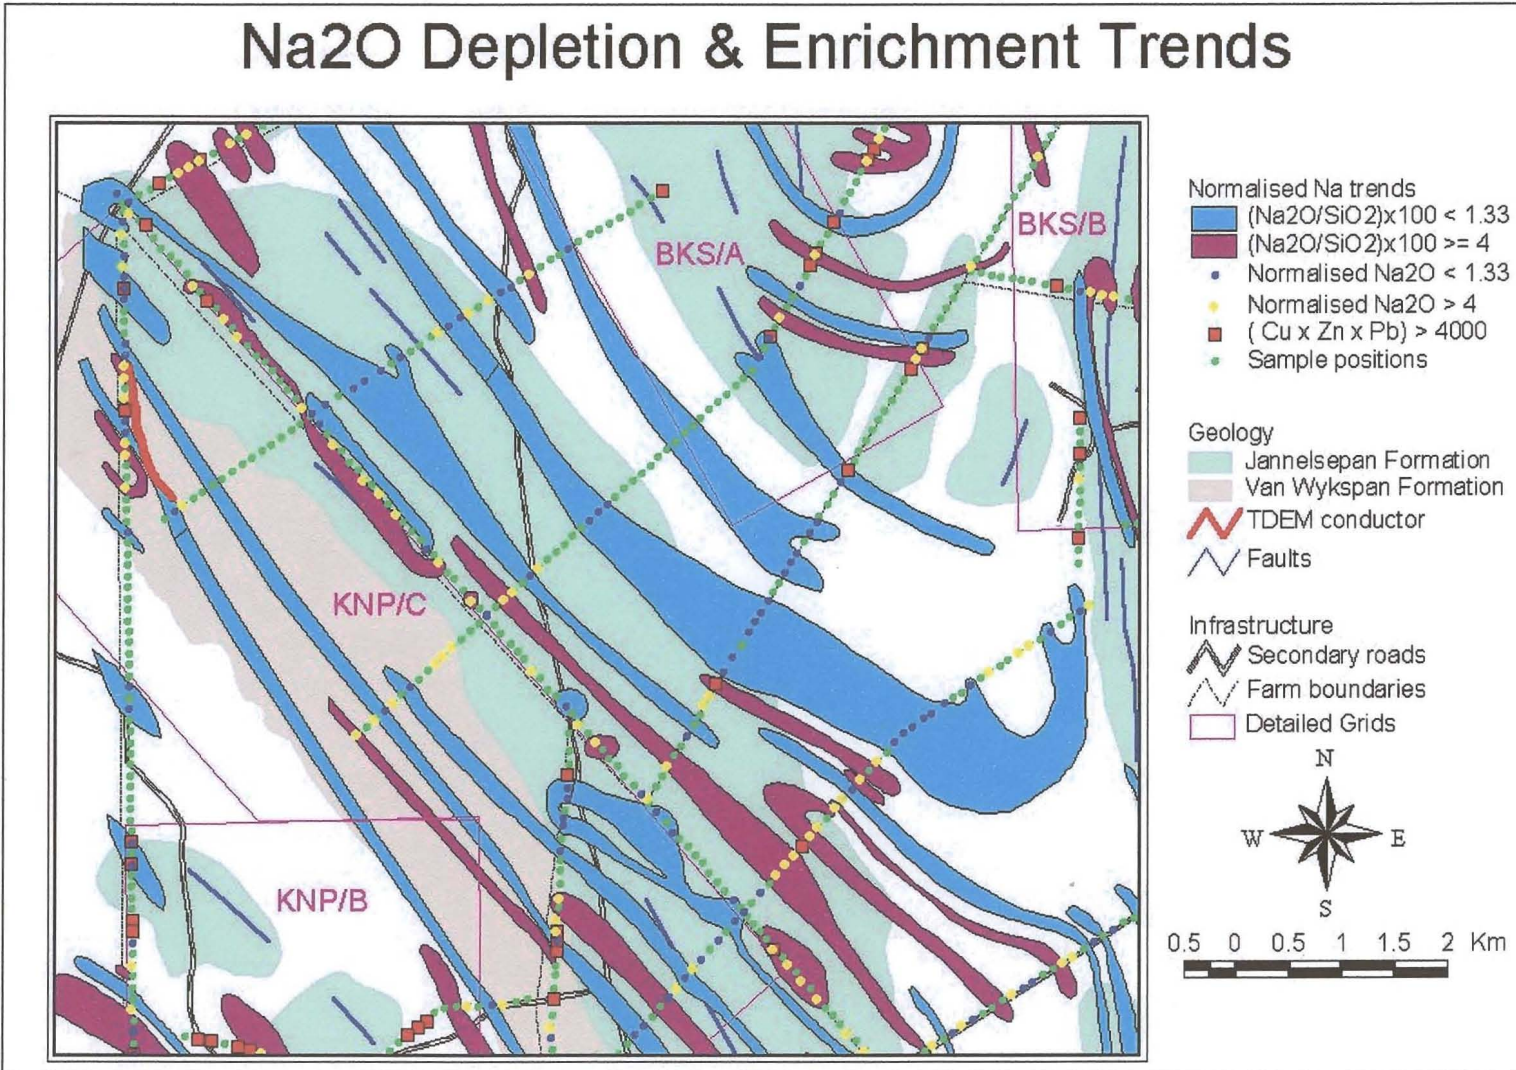 Na2O Depletion & Enrichment Trends
BKS/A
BKS/B
KNP/C
KNP/B
Normalised Na trends
(Na2O/SiO2)x100 < 1.33
(Na2O/SiO2)x100 >= 4
Normalised Na2O < 1.33
Normalised Na2O > 4
( Cu x Zn x Pb) > 4000
Sample positions
Geology
Jannelsepan Formation
Van Wykspan Formation
TDEM conductor
Faults
Infrastructure
Secondary roads
Farm boundaries
Detailed Grids
N
W E
S
0.5 0 0.5 1 1.5 2 Km